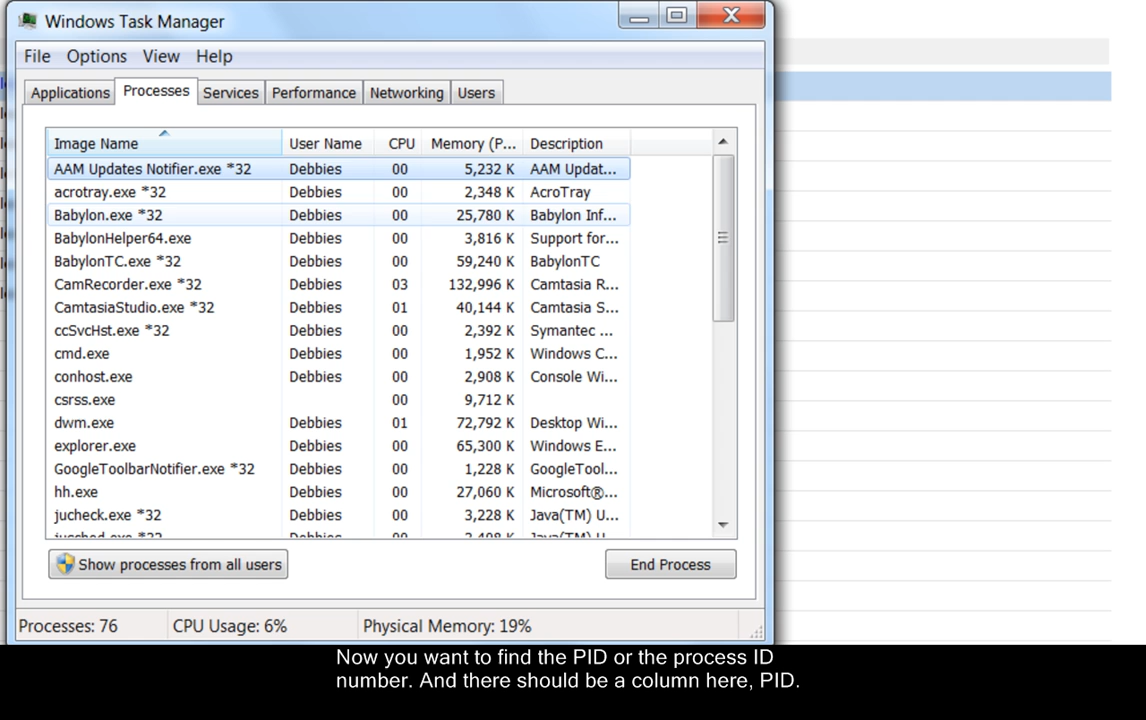 Windows Task Manager
File Options View Help
Applications Processes Services Performance Networking Users
Image Name User Name CPU Memory (P... Description
AAM Updates Notifier.exe *32 Debbies 00 5,232 K AAM Updat...
acrotray.exe *32 Debbies 00 2,348 K AcroTray
Babylon.exe *32 Debbies 00 25,780 K Babylon Inf...
BabylonHelper64.exe Debbies 00 3,816 K Support for...
BabylonTC.exe *32 Debbies 00 59,240 K BabylonTC
CamRecorder.exe *32 Debbies 03 132,996 K Camtasia R...
CamtasiaStudio.exe *32 Debbies 01 40,144 K Camtasia S...
ccSvcHst.exe *32 Debbies 00 2,392 K Symantec ...
cmd.exe Debbies 00 1,952 K Windows C...
conhost.exe Debbies 00 2,908 K Console Wi...
csrss.exe 00 9,712 K
dwm.exe Debbies 01 72,792 K Desktop Wi...
explorer.exe Debbies 00 65,300 K Windows E...
GoogleToolbarNotifier.exe *32 Debbies 00 1,228 K GoogleTool...
hh.exe Debbies 00 27,060 K Microsoft®...
jucheck.exe *32 Debbies 00 3,228 K Java(TM) U...
Show processes from all users End Process
Processes: 76 CPU Usage: 6% Physical Memory: 19%
Now you want to find the PID or the process ID
number. And there should be a column here, PID.